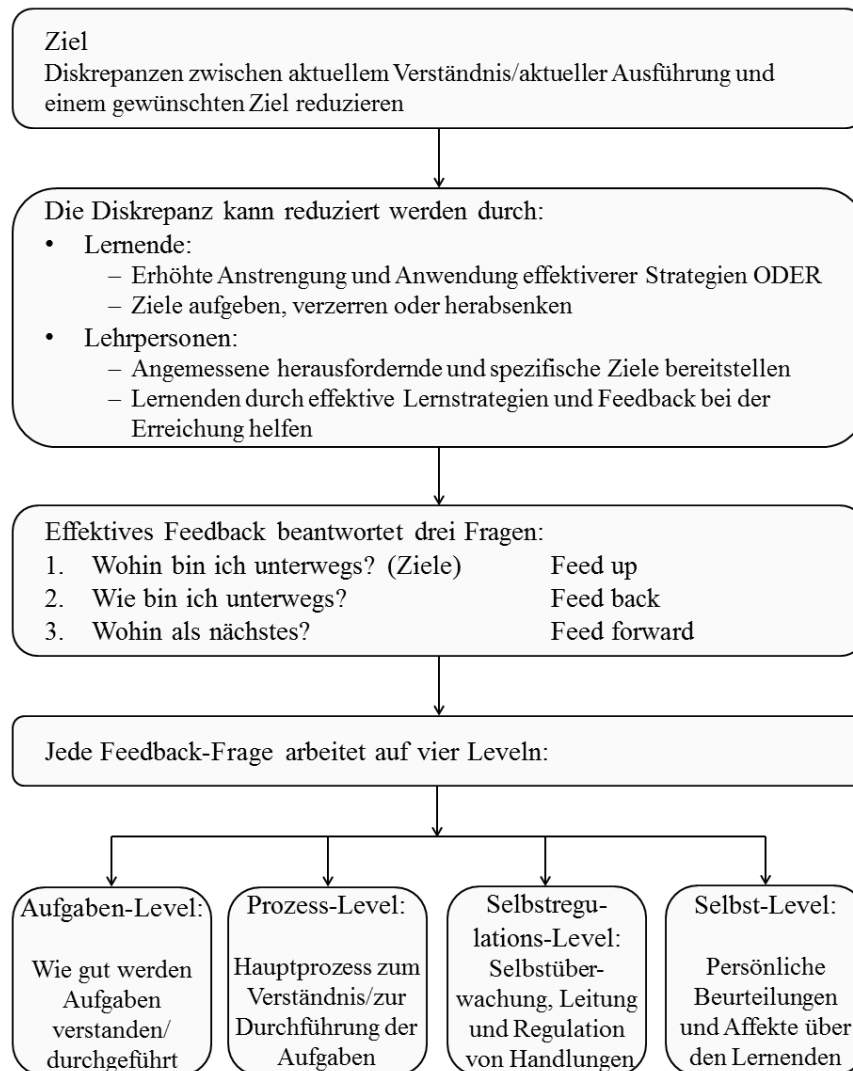 Ziel
Diskrepanzen zwischen aktuellem Verständnis/aktueller Ausführung und
einem gewünschten Ziel reduzieren
Die Diskrepanz kann reduziert werden durch:
• Lernende:
– Erhöhte Anstrengung und Anwendung effektiverer Strategien ODER
– Ziele aufgeben, verzerren oder herabsenken
• Lehrpersonen:
– Angemessene herausfordernde und spezifische Ziele bereitstellen
– Lernenden durch effektive Lernstrategien und Feedback bei der
Erreichung helfen
Effektives Feedback beantwortet drei Fragen:
1. Wohin bin ich unterwegs? (Ziele) Feed up
2. Wie bin ich unterwegs? Feed back
3. Wohin als nächstes? Feed forward
Jede Feedback-Frage arbeitet auf vier Leveln:
Aufgaben-Level:
Wie gut werden
Aufgaben
verstanden/
durchgeführt
Prozess-Level:
Hauptprozess zum
Verständnis/zur
Durchführung der
Aufgaben
Selbstregu-
lations-Level:
Selbstüber-
wachung, Leitung
und Regulation
von Handlungen
Selbst-Level:
Persönliche
Beurteilungen
und Affekte über
den Lernenden